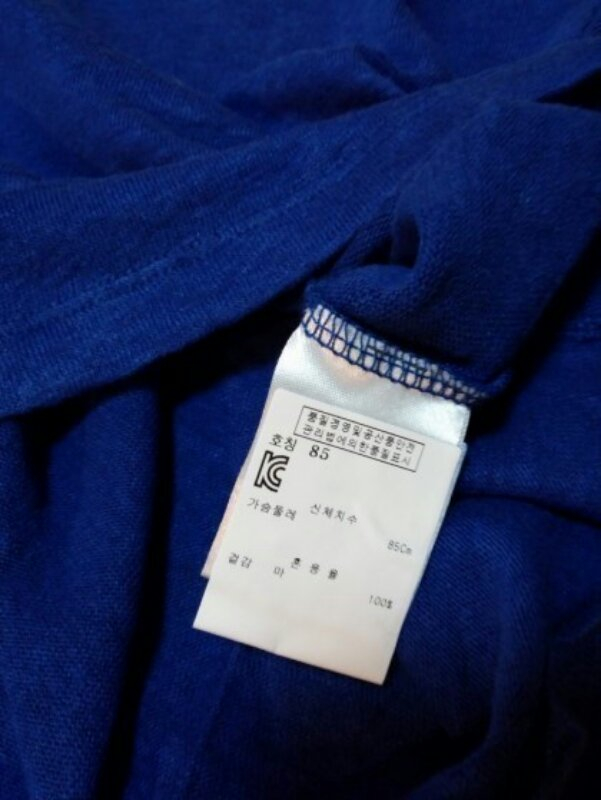 품질경영및공산품안전
관리법에의한품질표시
호칭 85
신체치수
가슴둘레 85Cm
혼용율
겉감 마 100%